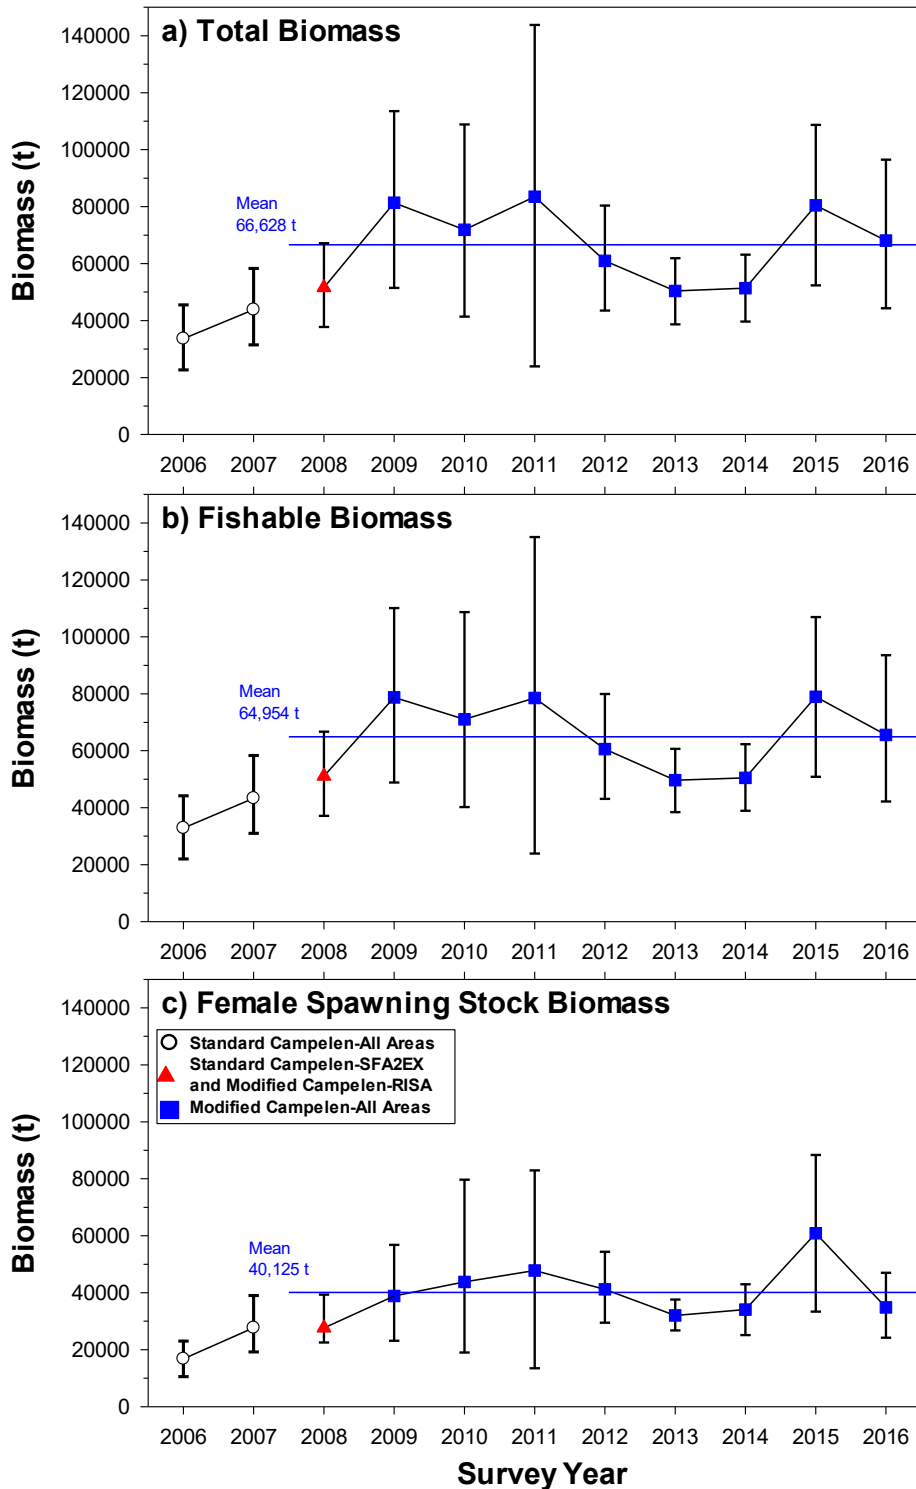 a) Total Biomass
Biomass (t)
140000
120000
100000
80000
60000
40000
20000
0
Mean
66,628 t
2006 2007 2008 2009 2010 2011 2012 2013 2014 2015 2016
b) Fishable Biomass
Biomass (t)
140000
120000
100000
80000
60000
40000
20000
0
Mean
64,954 t
2006 2007 2008 2009 2010 2011 2012 2013 2014 2015 2016
c) Female Spawning Stock Biomass
Standard Campelen-All Areas
Standard Campelen-SFA2EX
and Modified Campelen-RISA
Modified Campelen-All Areas
Biomass (t)
140000
120000
100000
80000
60000
40000
20000
0
Mean
40,125 t
2006 2007 2008 2009 2010 2011 2012 2013 2014 2015 2016
Survey Year